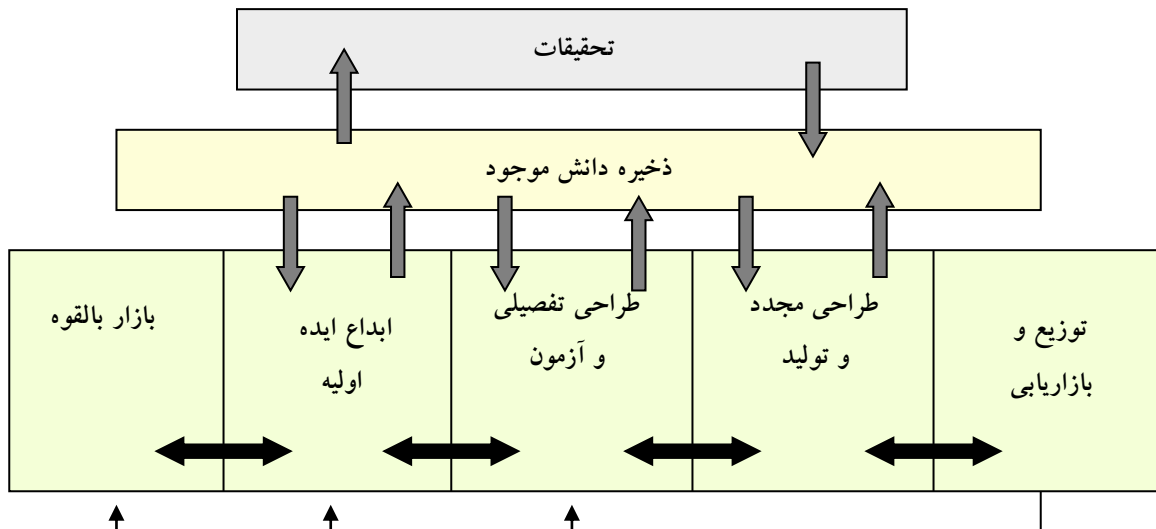 تحقیقات
ذخیره دانش موجود
بازار بالقوه
ابداع ایده
اولیه
طراحی تفصیلی
و آزمون
طراحی مجدد
و تولید
توزیع و
بازاریابی